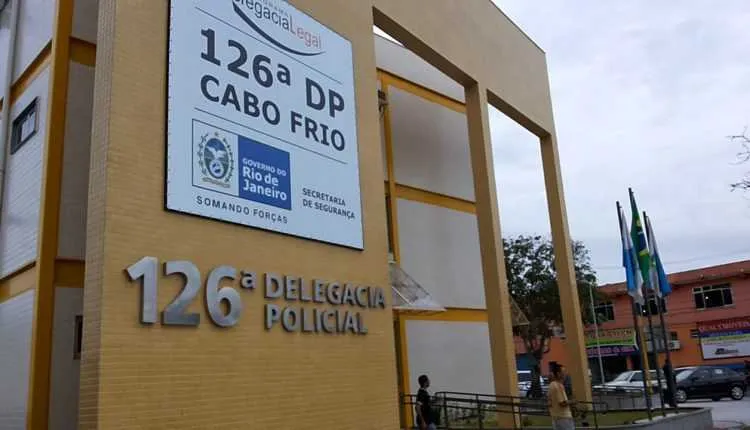 DelegaciaLegal
126ª DP
CABO FRIO
GOVERNO DO
Rio de
Janeiro
SECRETARIA
DE SEGURANÇA
SOMANDO FORÇAS
126ª DELEGACIA
POLICIAL